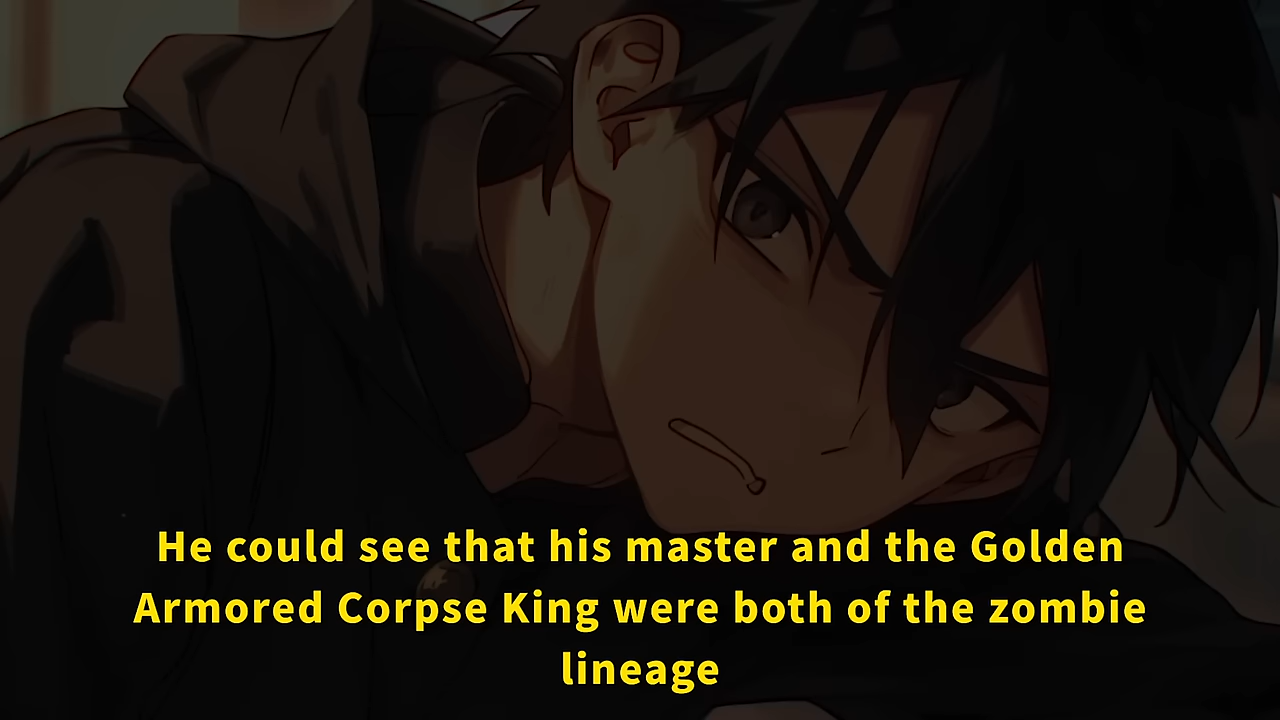 He could see that his master and the Golden
Armored Corpse King were both of the zombie
lineage